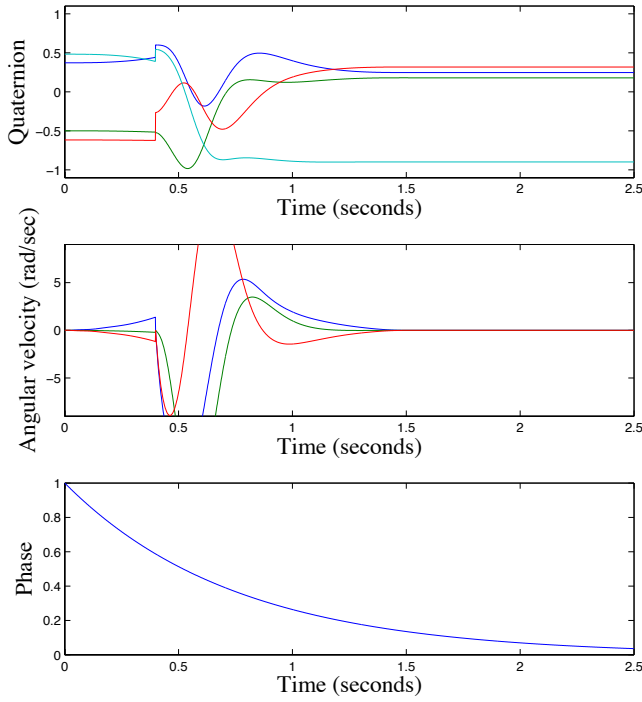 Quaternion
1
0.5
0
−0.5
−1
0 0.5 1 1.5 2 2.5
Time (seconds)
Angular velocity (rad/sec)
5
0
−5
0 0.5 1 1.5 2 2.5
Time (seconds)
Phase
1
0.8
0.6
0.4
0.2
0
0 0.5 1 1.5 2 2.5
Time (seconds)